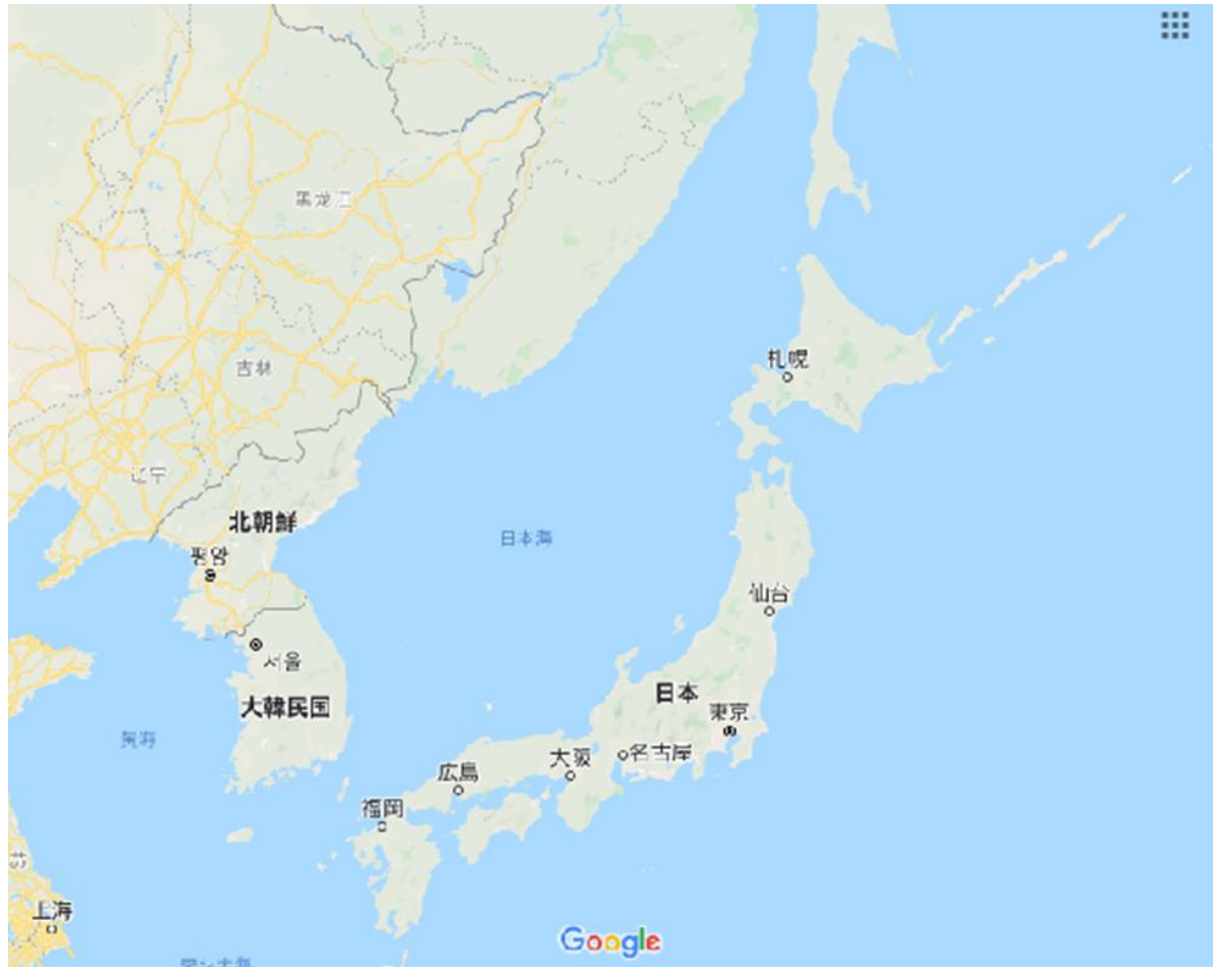 黑龙江
札幌
吉林
辽宁
北朝鮮
日本海
평양
仙台
서울
日本
大韓民国
東京
黄海
名古屋
大阪
広島
福岡
苏
上海
Google